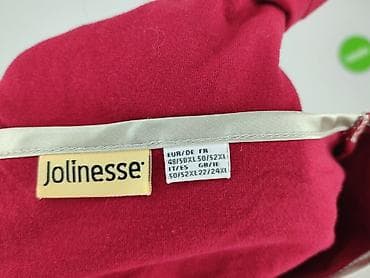 Jolinesse®
EUR/DE FR
48/50XL 50/52XL
IT/ES GB/IE
50/52XL 22/24XL